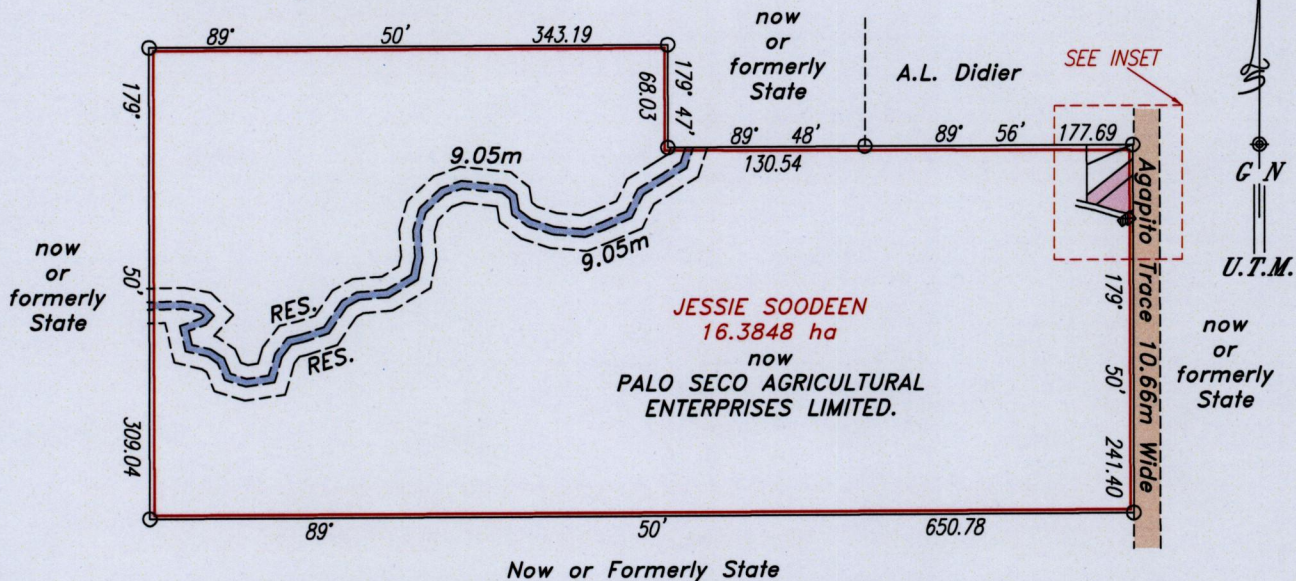 89° 50' 343.19
now
or
formerly
State
A.L. Didier
SEE INSET
179° 47'
68.03
89° 48'
130.54
89° 56' 177.69
G N
U.T.M.
179° 50' 309.04
now
or
formerly
State
9.05m
9.05m
RES.
RES.
JESSIE SOODEEN
16.3848 ha
now
PALO SECO AGRICULTURAL
ENTERPRISES LIMITED.
Agapito Trace 10.66m Wide
179° 50' 241.40
now
or
formerly
State
89° 50' 650.78
Now or Formerly State